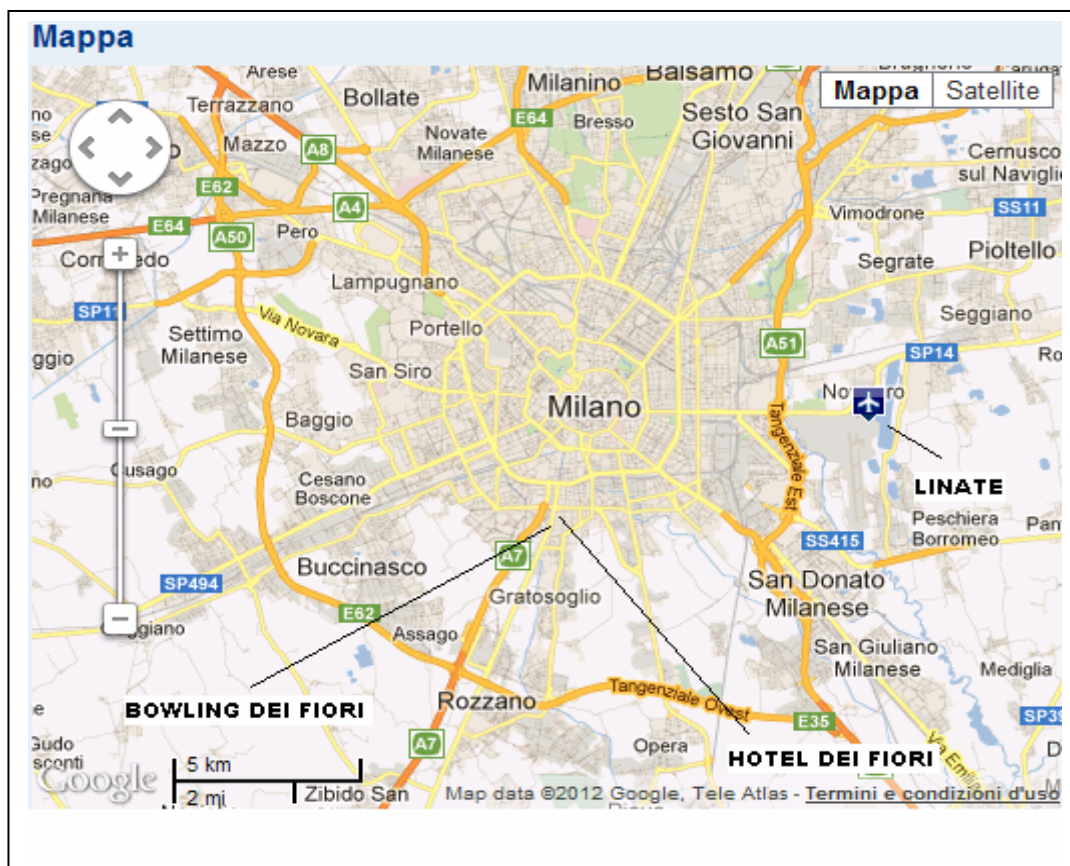 Mappa
Arese
Balsamo
Mappa
Satellite
Terrazzano
Bollate
Milanino
Bresso
Sesto San
Giovanni
E64
Mazzo
A8
Novate
Milanese
Cernusco
sul Naviglio
Pregnana
Milanese
E62
A4
SS11
Vimodrone
E64
A50
Pero
Pioltello
Segrate
Lampugnano
SP11
Via Novara
Portello
Seggiano
Settimo
Milanese
San Siro
A51
SP14
Milano
Baggio
Tangenziale Est
Cusago
Cesano
Boscone
LINATE
Peschiera
Borromeo
SS415
A7
SP494
Buccinasco
Gratosoglio
San Donato
Milanese
E62
Assago
San Giuliano
Milanese
Mediglia
Rozzano
Tangenziale Ovest
BOWLING DEI FIORI
E35
A7
Opera
Via Emilia
HOTEL DEI FIORI
Google
5 km
2 mi
Zibido San
Map data ©2012 Google, Tele Atlas - Termini e condizioni d'uso